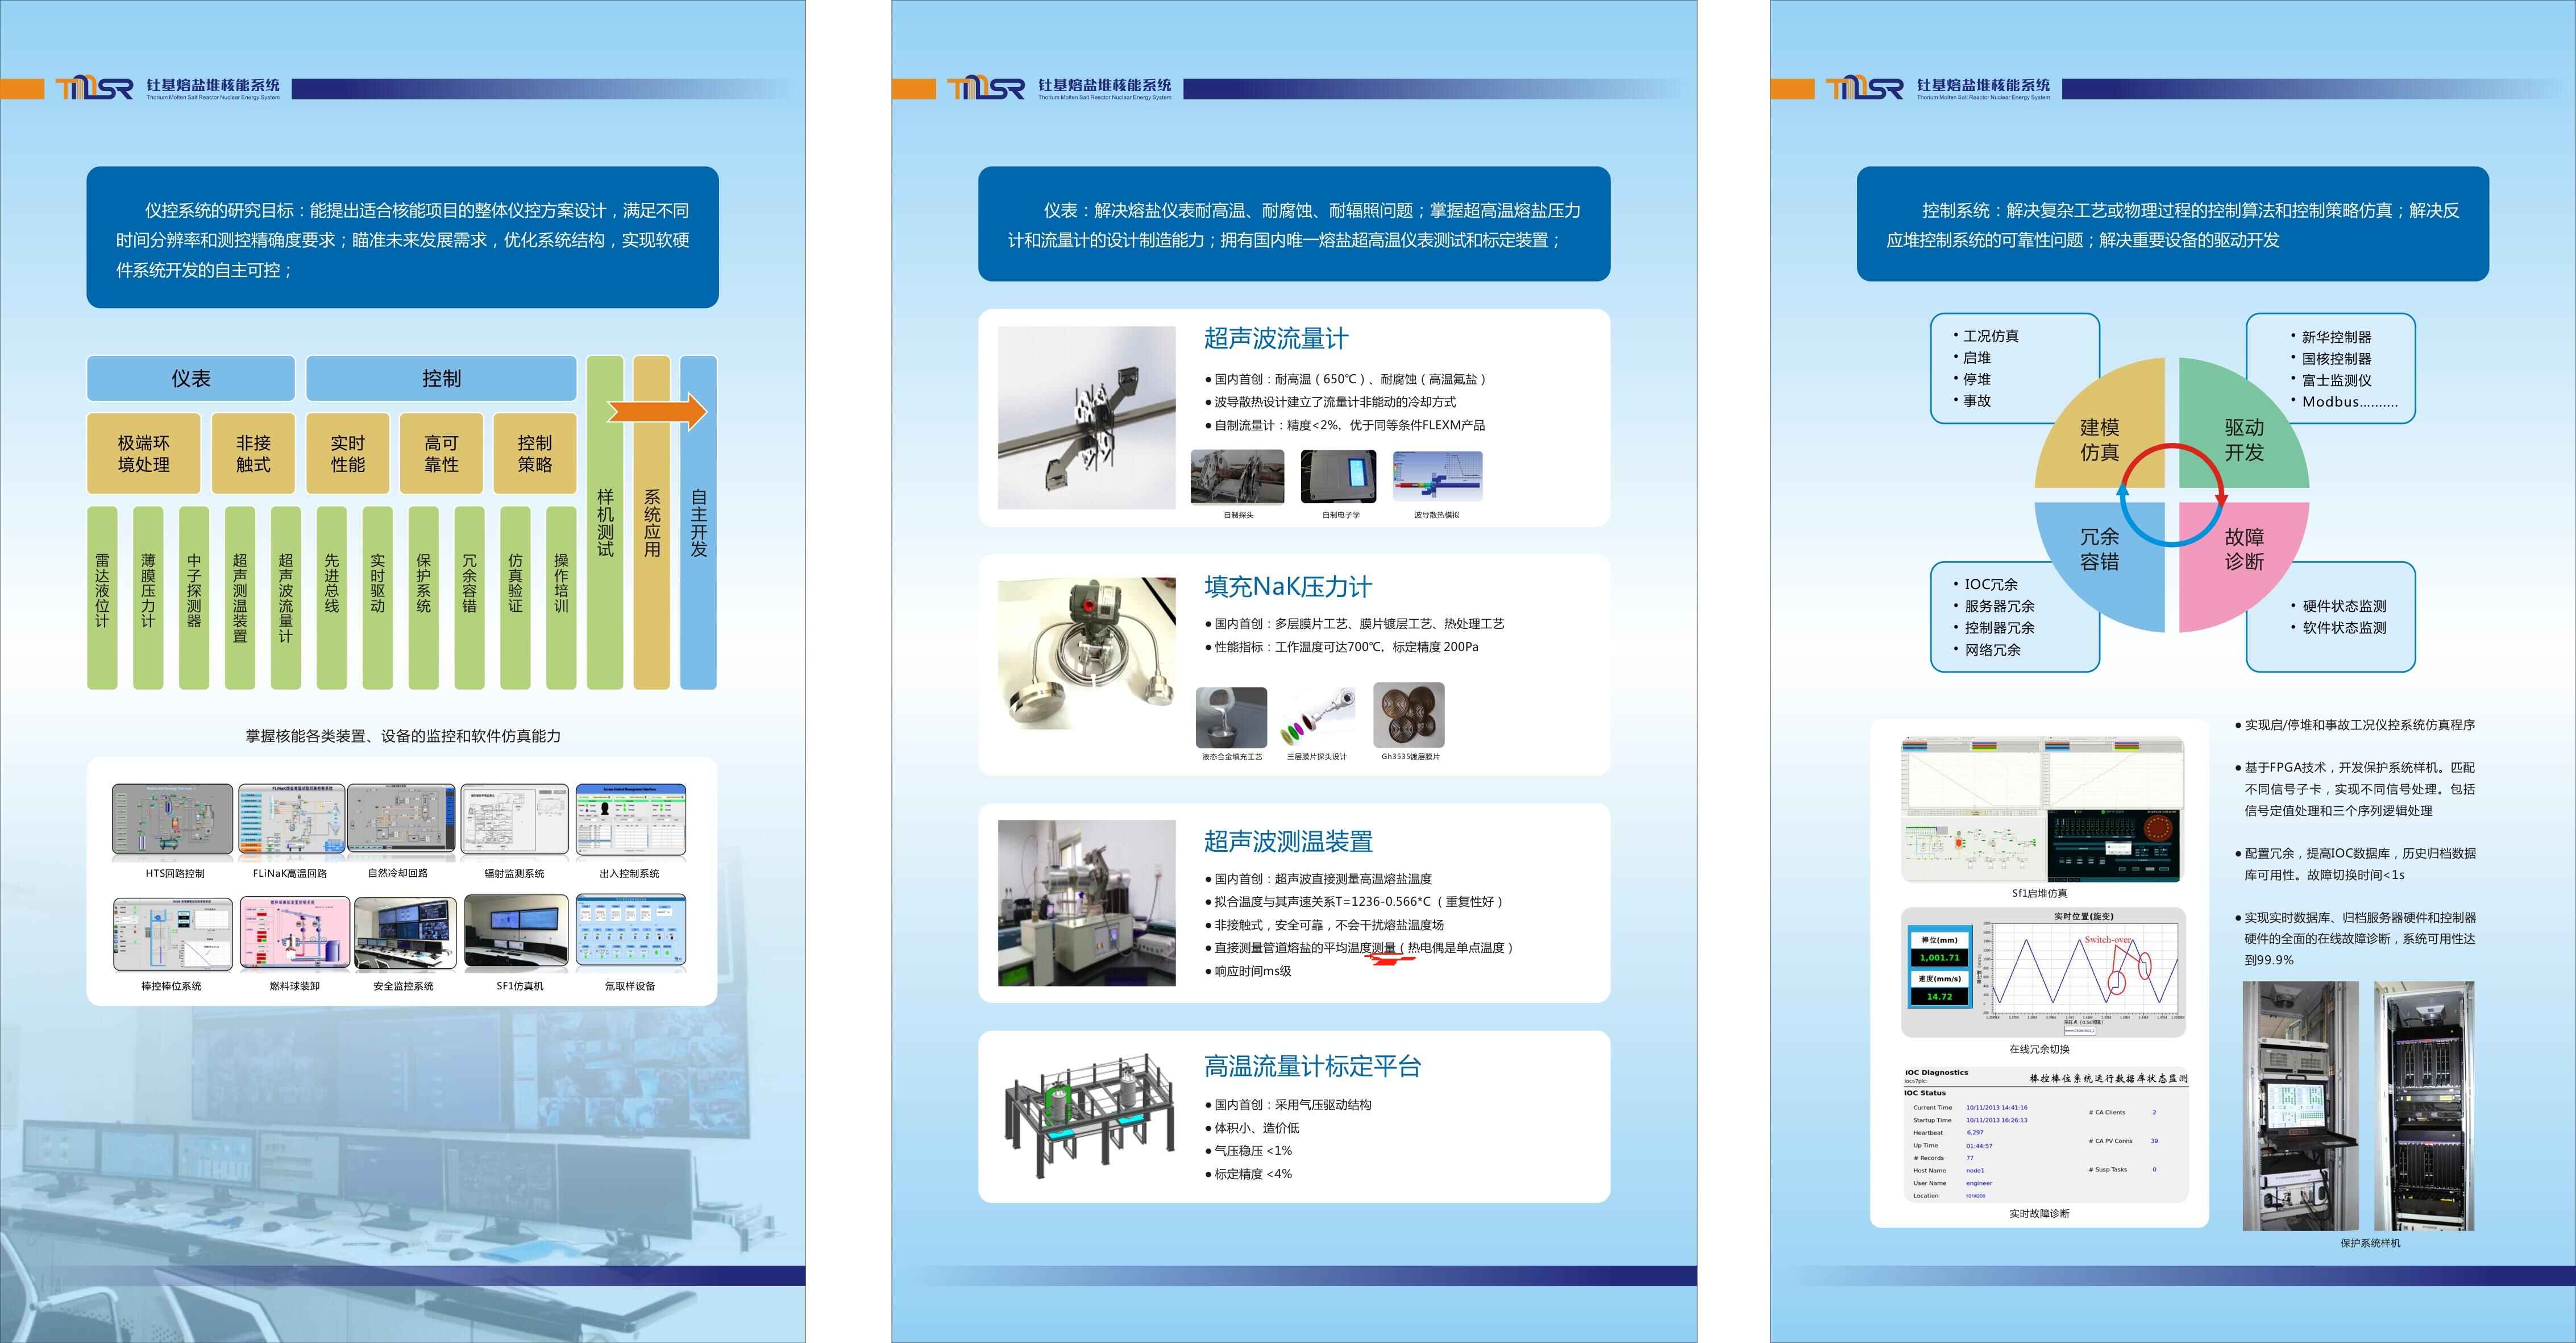 TMSR 钍基熔盐堆核能系统
Thorium Molten Salt Reactor Nuclear Energy System
仪控系统的研究目标：能提出适合核能项目的整体仪控方案设计，满足不同
时间分辨率和测控精确度要求；瞄准未来发展需求，优化系统结构，实现软硬
件系统开发的自主可控；
仪表
控制
极端环
境处理
非接
触式
实时
性能
高可
靠性
控制
策略
雷达液位计
薄膜压力计
中子探测器
超声测温装置
超声波流量计
先进总线
实时驱动
保护系统
冗余容错
仿真验证
操作培训
样机测试
系统应用
自主开发
掌握核能各类装置、设备的监控和软件仿真能力
HTS回路控制
FLiNaK高温回路
自然冷却回路
辐射监测系统
出入控制系统
棒控棒位系统
燃料球装卸
安全监控系统
SF1仿真机
氚取样设备
TMSR 钍基熔盐堆核能系统
Thorium Molten Salt Reactor Nuclear Energy System
仪表：解决熔盐仪表耐高温、耐腐蚀、耐辐照问题；掌握超高温熔盐压力
计和流量计的设计制造能力；拥有国内唯一熔盐超高温仪表测试和标定装置；
超声波流量计
●国内首创：耐高温（650℃）、耐腐蚀（高温氟盐）
●波导散热设计建立了流量计非能动的冷却方式
●自制流量计：精度<2%，优于同等条件FLEXM产品
自制探头
自制电子学
波导散热模拟
填充NaK压力计
●国内首创：多层膜片工艺、膜片镀层工艺、热处理工艺
●性能指标：工作温度可达700℃，标定精度 200Pa
液态合金填充工艺
三层膜片探头设计
Gh3535镀层膜片
超声波测温装置
●国内首创：超声波直接测量高温熔盐温度
●拟合温度与其声速关系T=1236-0.566*C（重复性好）
●非接触式，安全可靠，不会干扰熔盐温度场
●直接测量管道熔盐的平均温度测量（热电偶是单点温度）
●响应时间ms级
高温流量计标定平台
●国内首创：采用气压驱动结构
●体积小、造价低
●气压稳压 <1%
●标定精度 <4%
TMSR 钍基熔盐堆核能系统
Thorium Molten Salt Reactor Nuclear Energy System
控制系统：解决复杂工艺或物理过程的控制算法和控制策略仿真；解决反
应堆控制系统的可靠性问题；解决重要设备的驱动开发
• 工况仿真
• 启堆
• 停堆
• 事故
• 新华控制器
• 国核控制器
• 富士监测仪
• Modbus..........
建模
仿真
驱动
开发
冗余
容错
故障
诊断
• IOC冗余
• 服务器冗余
• 控制器冗余
• 网络冗余
• 硬件状态监测
• 软件状态监测
Sf1启堆仿真
实时位置(旋变)
棒位(mm)
1,001.71
速度(mm/s)
14.72
Switch-over
在线冗余切换
IOC Diagnostics
棒控棒位系统运行数据库状态监测
IOC Status
Current Time 10/11/2013 14:41:16
Startup Time 10/11/2013 16:26:13
Heartbeat 6,297
Up Time 01:44:57
# Records 77
Host Name node1
User Name engineer
Location
# CA Clients 2
# CA PV Conns 39
# Susp Tasks 0
实时故障诊断
●实现启/停堆和事故工况仪控系统仿真程序
●基于FPGA技术，开发保护系统样机。匹配
不同信号子卡，实现不同信号处理。包括
信号定值处理和三个序列逻辑处理
●配置冗余，提高IOC数据库，历史归档数据
库可用性。故障切换时间<1s
●实现实时数据库、归档服务器硬件和控制器
硬件的全面的在线故障诊断，系统可用性达
到99.9%
保护系统样机